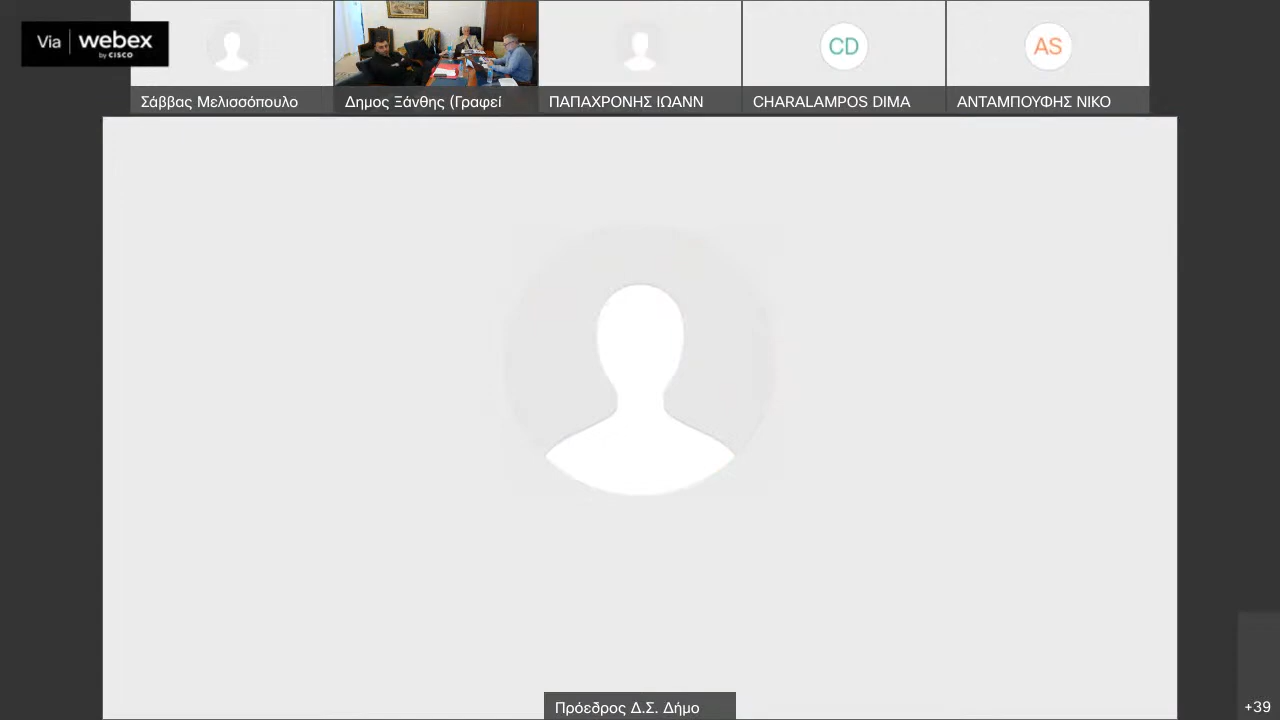 Via webex
by CISCO
Σάββας Μελισσόπουλο
Δημος Ξάνθης (Γραφεί
ΠΑΠΑΧΡΟΝΗΣ ΙΩΑΝΝ
CD
CHARALAMPOS DIMA
AS
ΑΝΤΑΜΠΟΥΦΗΣ ΝΙΚΟ
Πρόεδρος Δ.Σ. Δήμο
+39